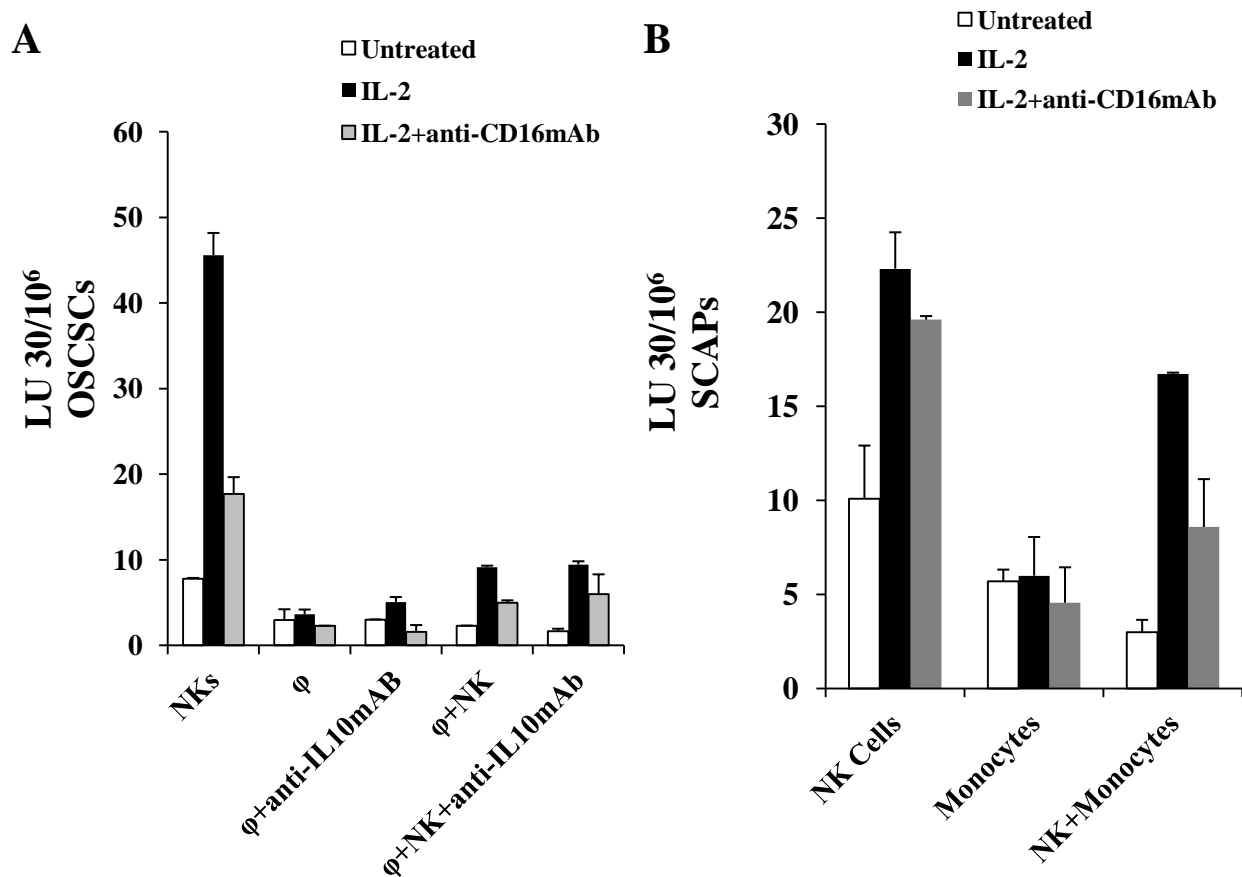 A
Untreated
IL-2
IL-2+anti-CD16mAb
LU 30/10⁶
OSCSCs
60
50
40
30
20
10
0
NKs
φ
φ+anti-IL10mAB
φ+NK
φ+NK+anti-IL10mAb
B
Untreated
IL-2
IL-2+anti-CD16mAb
LU 30/10⁶
SCAPs
30
25
20
15
10
5
0
NK Cells
Monocytes
NK+Monocytes